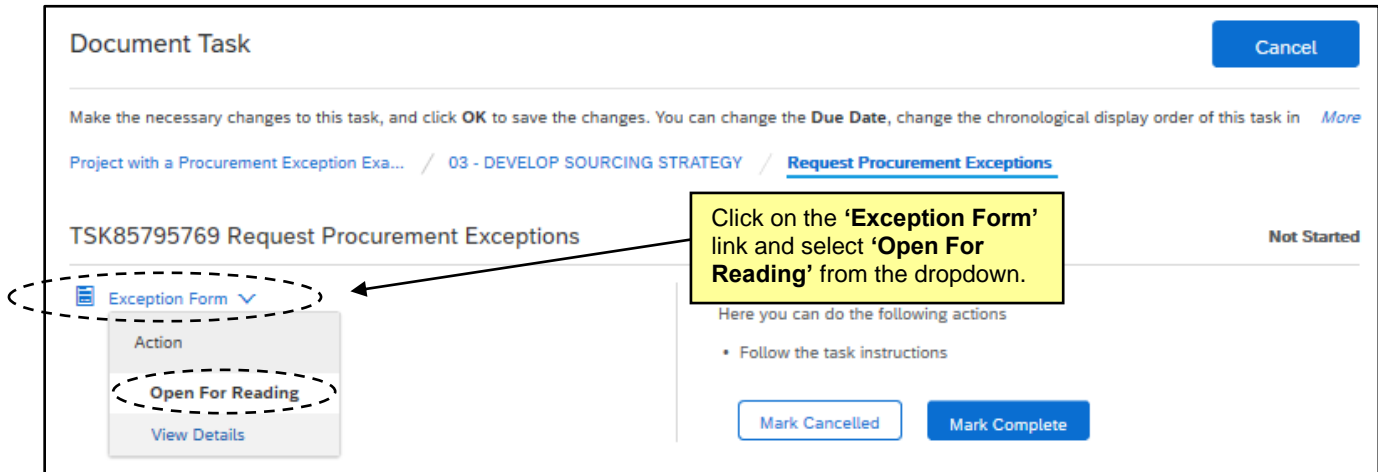 Document Task
Cancel
Make the necessary changes to this task, and click OK to save the changes. You can change the Due Date, change the chronological display order of this task in More
Project with a Procurement Exception Exa... / 03 - DEVELOP SOURCING STRATEGY / Request Procurement Exceptions
Click on the ‘Exception Form’
link and select ‘Open For
Reading’ from the dropdown.
TSK85795769 Request Procurement Exceptions
Not Started
Exception Form
Action
Open For Reading
View Details
Here you can do the following actions
• Follow the task instructions
Mark Cancelled
Mark Complete